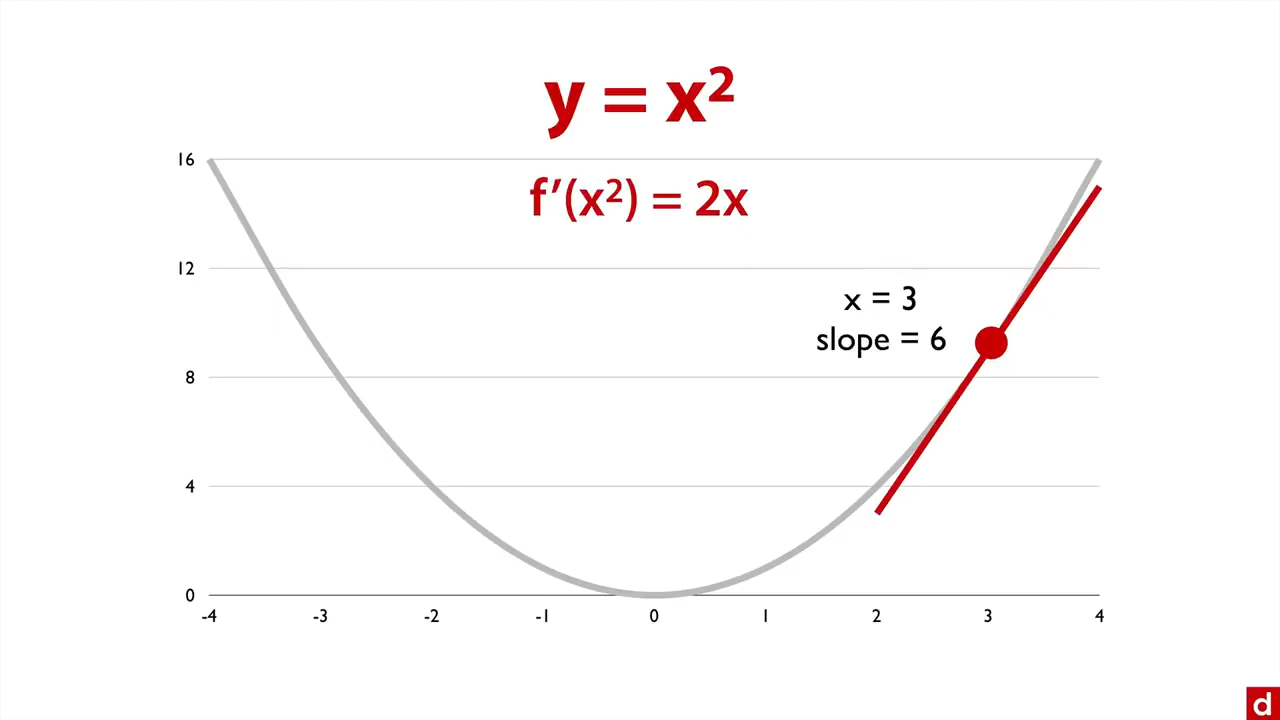 y = x²
16
f′(x²) = 2x
12
x = 3
slope = 6
8
4
0
-4 -3 -2 -1 0 1 2 3 4
d